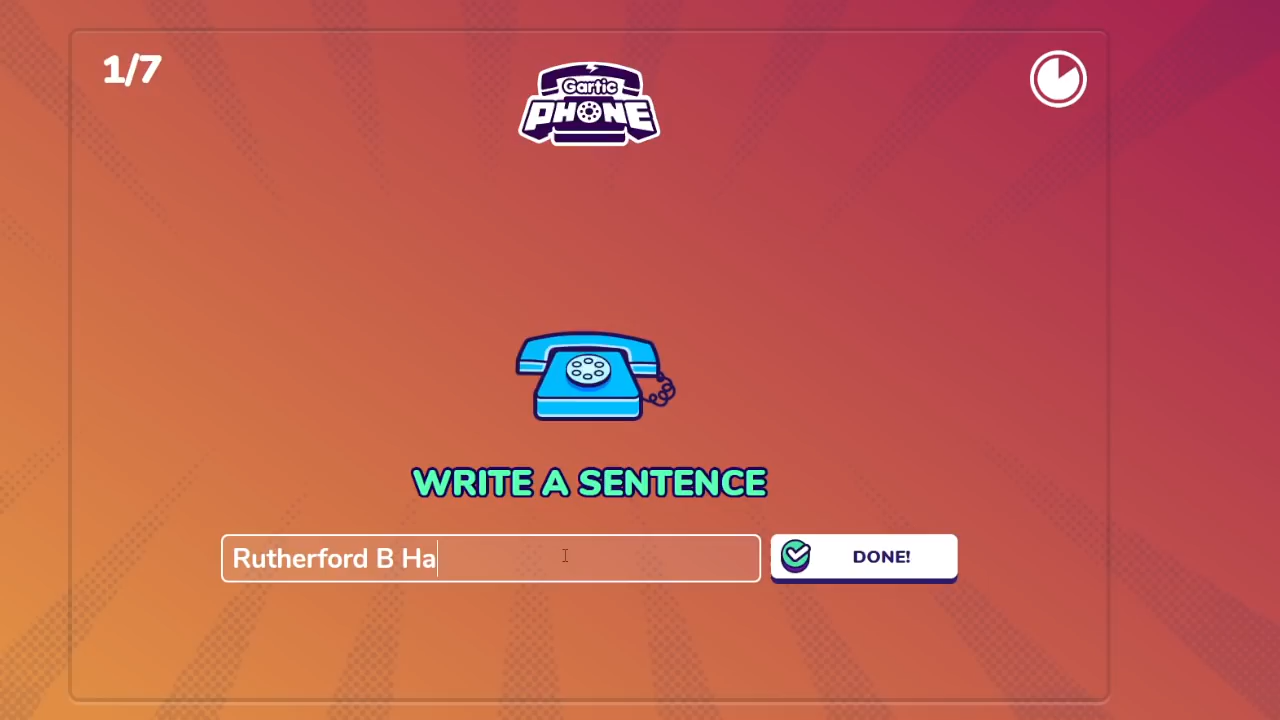 1/7
Gartic
PHONE
WRITE A SENTENCE
Rutherford B Ha
DONE!